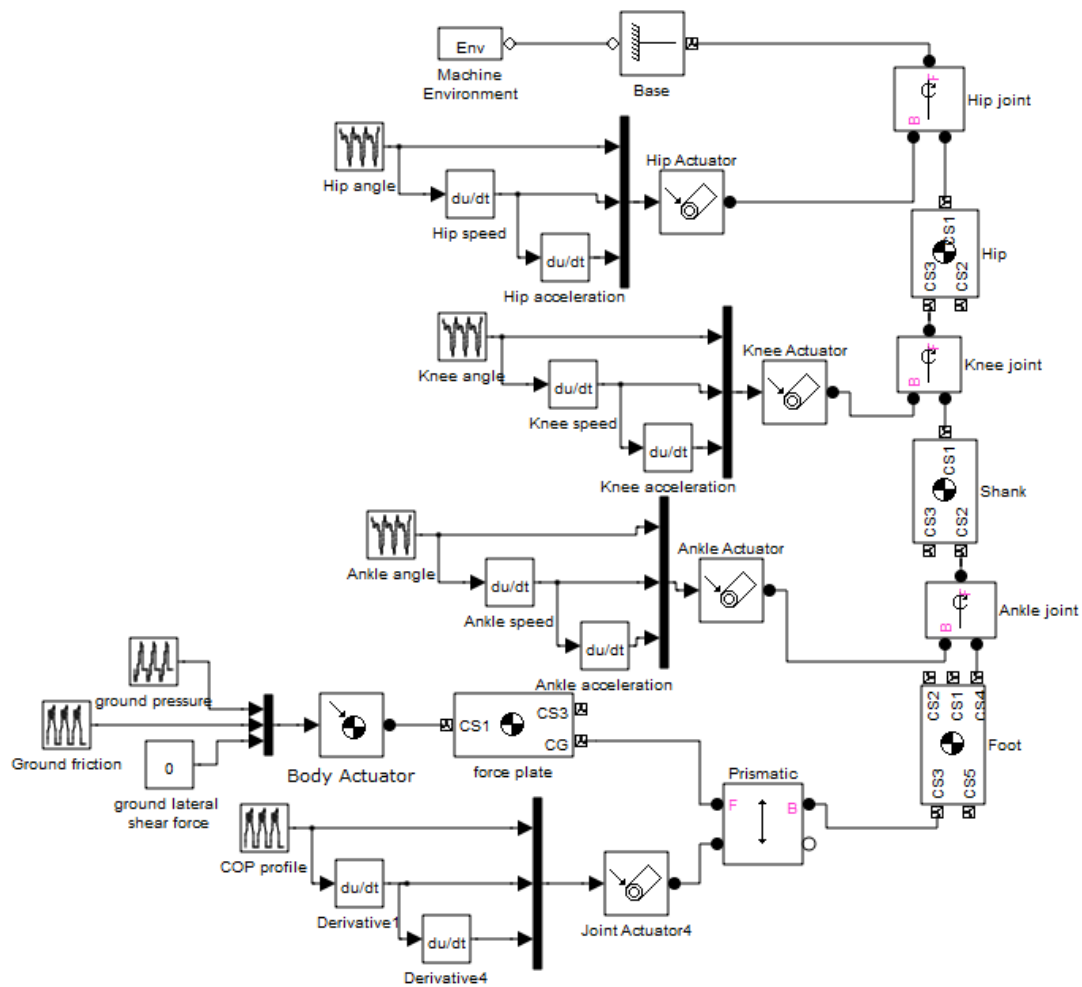 Env
Machine
Environment
Base
F
B
Hip joint
Hip angle
du/dt
Hip speed
du/dt
Hip acceleration
Hip Actuator
CS1
CS3
CS2
Hip
Knee angle
du/dt
Knee speed
du/dt
Knee acceleration
Knee Actuator
F
B
Knee joint
CS1
CS3
CS2
Shank
Ankle angle
du/dt
Ankle speed
du/dt
Ankle acceleration
Ankle Actuator
F
B
Ankle joint
CS2
CS1
CS4
CS3
CS5
Foot
ground pressure
Ground friction
0
ground lateral
shear force
Body Actuator
CS1
CS3
CG
force plate
Prismatic
F
B
COP profile
du/dt
Derivative1
du/dt
Derivative4
Joint Actuator4